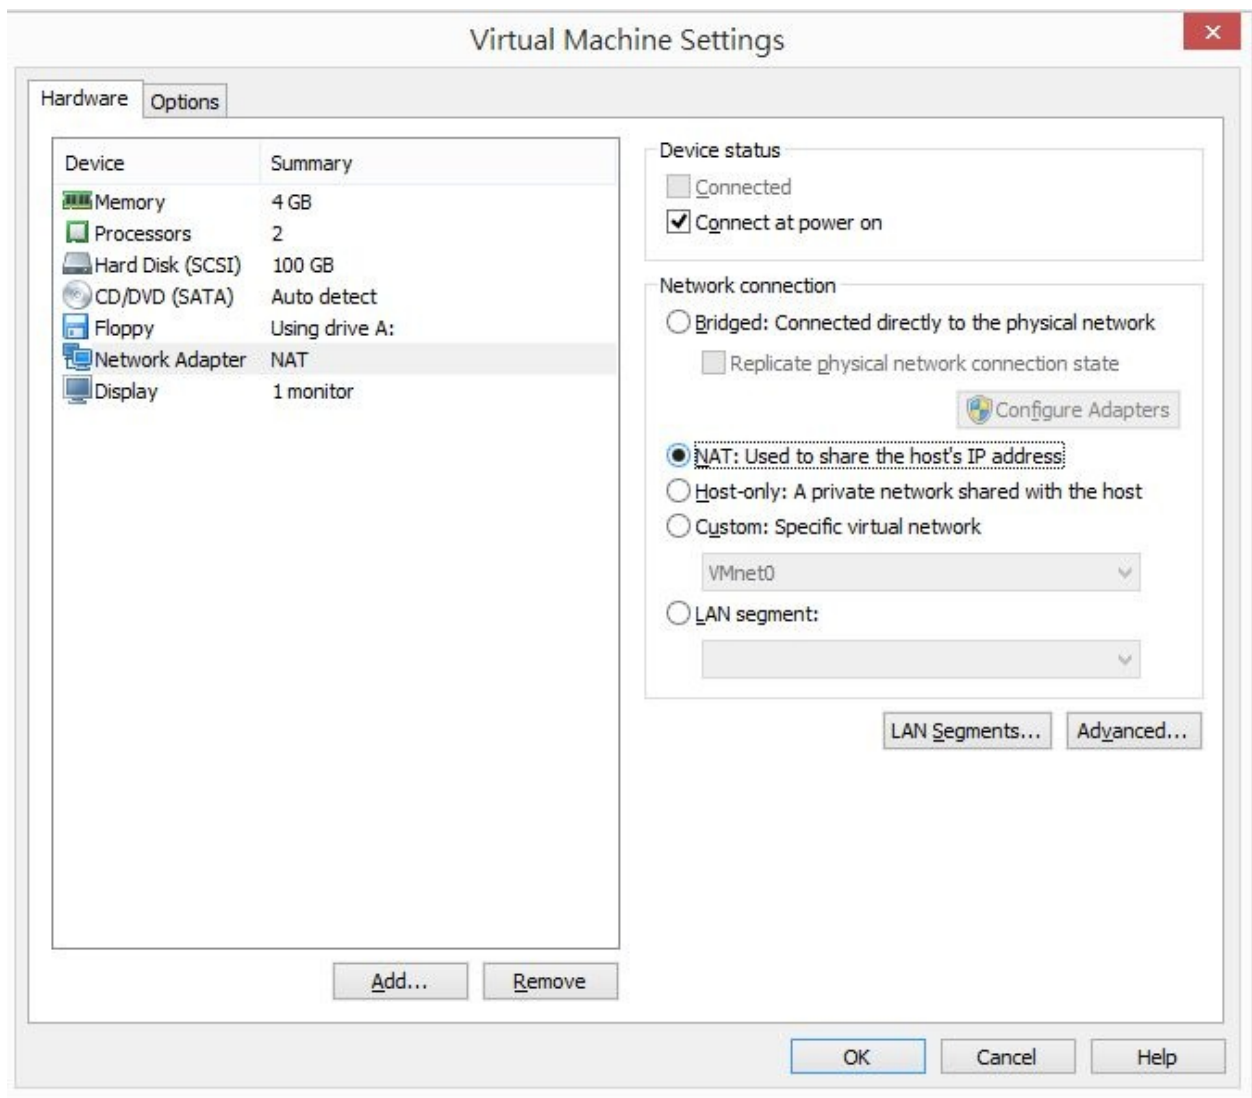 Virtual Machine Settings
Hardware
Options
Device Summary
Memory 4 GB
Processors 2
Hard Disk (SCSI) 100 GB
CD/DVD (SATA) Auto detect
Floppy Using drive A:
Network Adapter NAT
Display 1 monitor
Add...
Remove
Device status
Connected
Connect at power on
Network connection
Bridged: Connected directly to the physical network
Replicate physical network connection state
Configure Adapters
NAT: Used to share the host's IP address
Host-only: A private network shared with the host
Custom: Specific virtual network
VMnet0
LAN segment:
LAN Segments...
Advanced...
OK
Cancel
Help